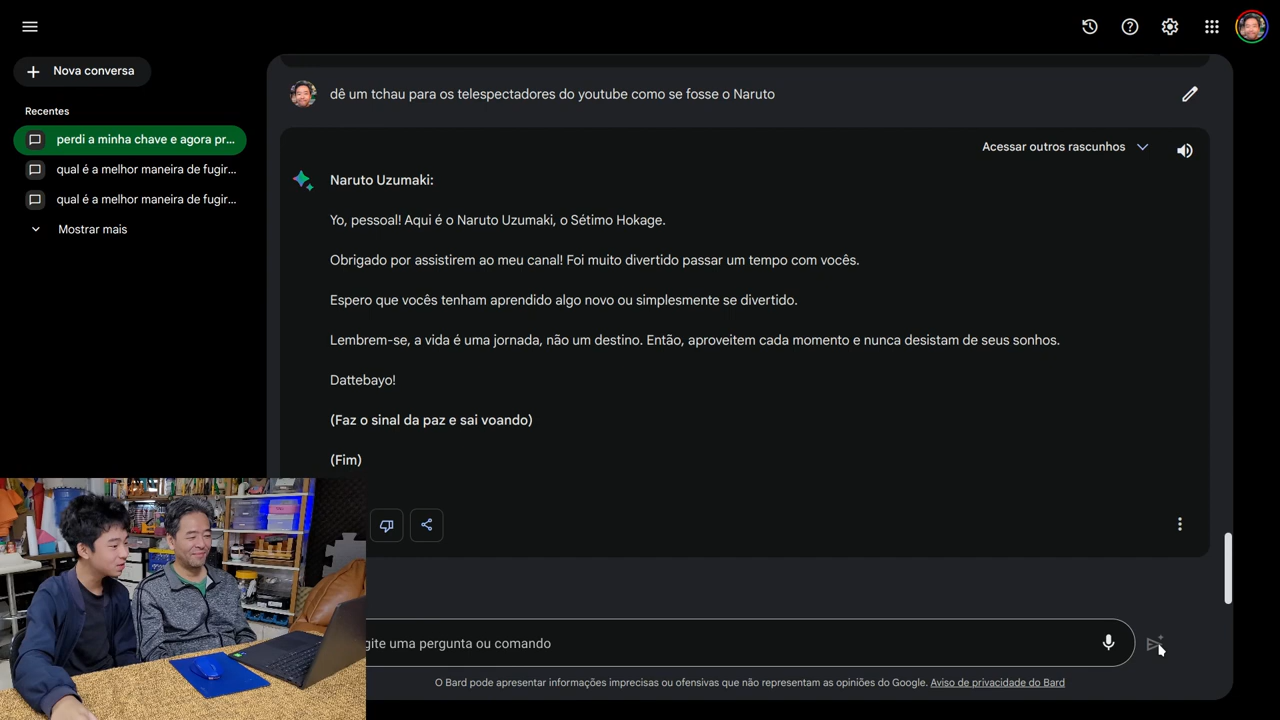 Nova conversa
Recentes
perdi a minha chave e agora pr...
qual é a melhor maneira de fugir...
qual é a melhor maneira de fugir...
Mostrar mais
dê um tchau para os telespectadores do youtube como se fosse o Naruto
Acessar outros rascunhos
Naruto Uzumaki:
Yo, pessoal! Aqui é o Naruto Uzumaki, o Sétimo Hokage.
Obrigado por assistirem ao meu canal! Foi muito divertido passar um tempo com vocês.
Espero que vocês tenham aprendido algo novo ou simplesmente se divertido.
Lembrem-se, a vida é uma jornada, não um destino. Então, aproveitem cada momento e nunca desistam de seus sonhos.
Dattebayo!
(Faz o sinal da paz e sai voando)
(Fim)
gite uma pergunta ou comando
O Bard pode apresentar informações imprecisas ou ofensivas que não representam as opiniões do Google. Aviso de privacidade do Bard